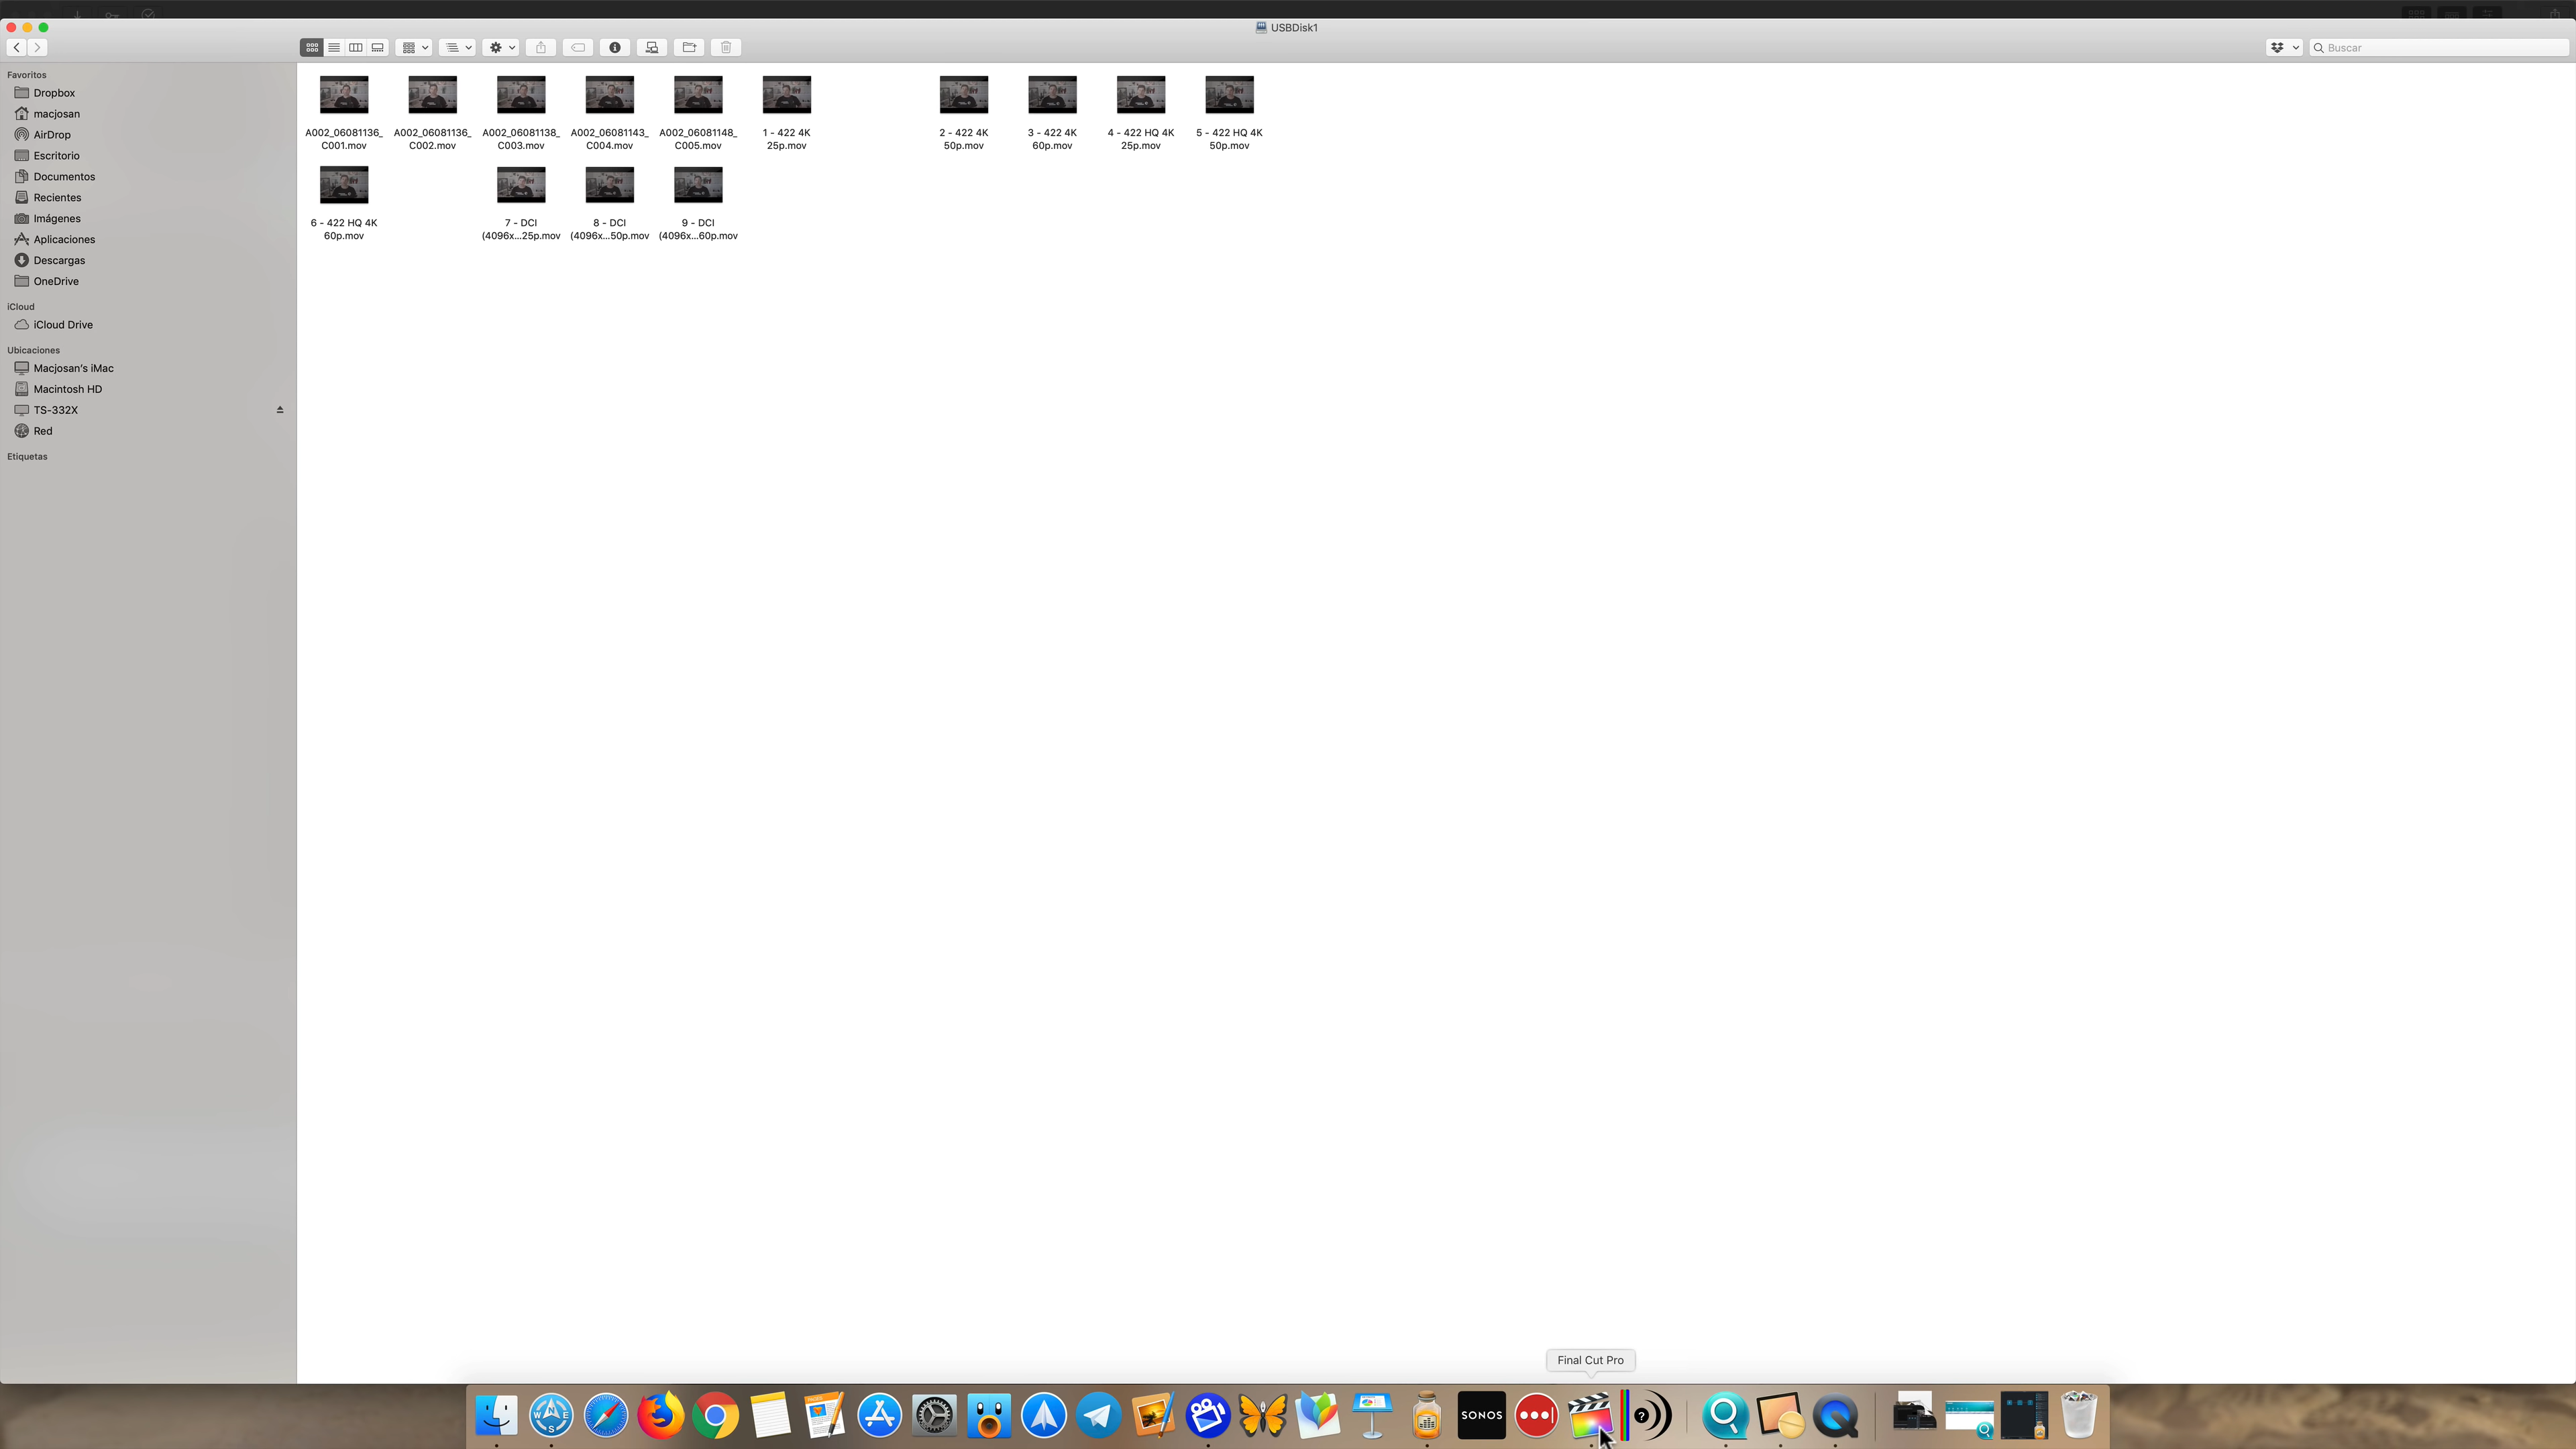 USBDisk1
Buscar
Favoritos
Dropbox
macjosan
AirDrop
Escritorio
Documentos
Recientes
Imágenes
Aplicaciones
Descargas
OneDrive
iCloud
iCloud Drive
Ubicaciones
Macjosan's iMac
Macintosh HD
TS-332X
Red
Etiquetas
A002_06081136_
C001.mov
A002_06081136_
C002.mov
A002_06081138_
C003.mov
A002_06081143_
C004.mov
A002_06081148_
C005.mov
1 - 422 4K
25p.mov
2 - 422 4K
50p.mov
3 - 422 4K
60p.mov
4 - 422 HQ 4K
25p.mov
5 - 422 HQ 4K
50p.mov
6 - 422 HQ 4K
60p.mov
7 - DCI
(4096x...25p.mov
8 - DCI
(4096x...50p.mov
9 - DCI
(4096x...60p.mov
Final Cut Pro
SONOS